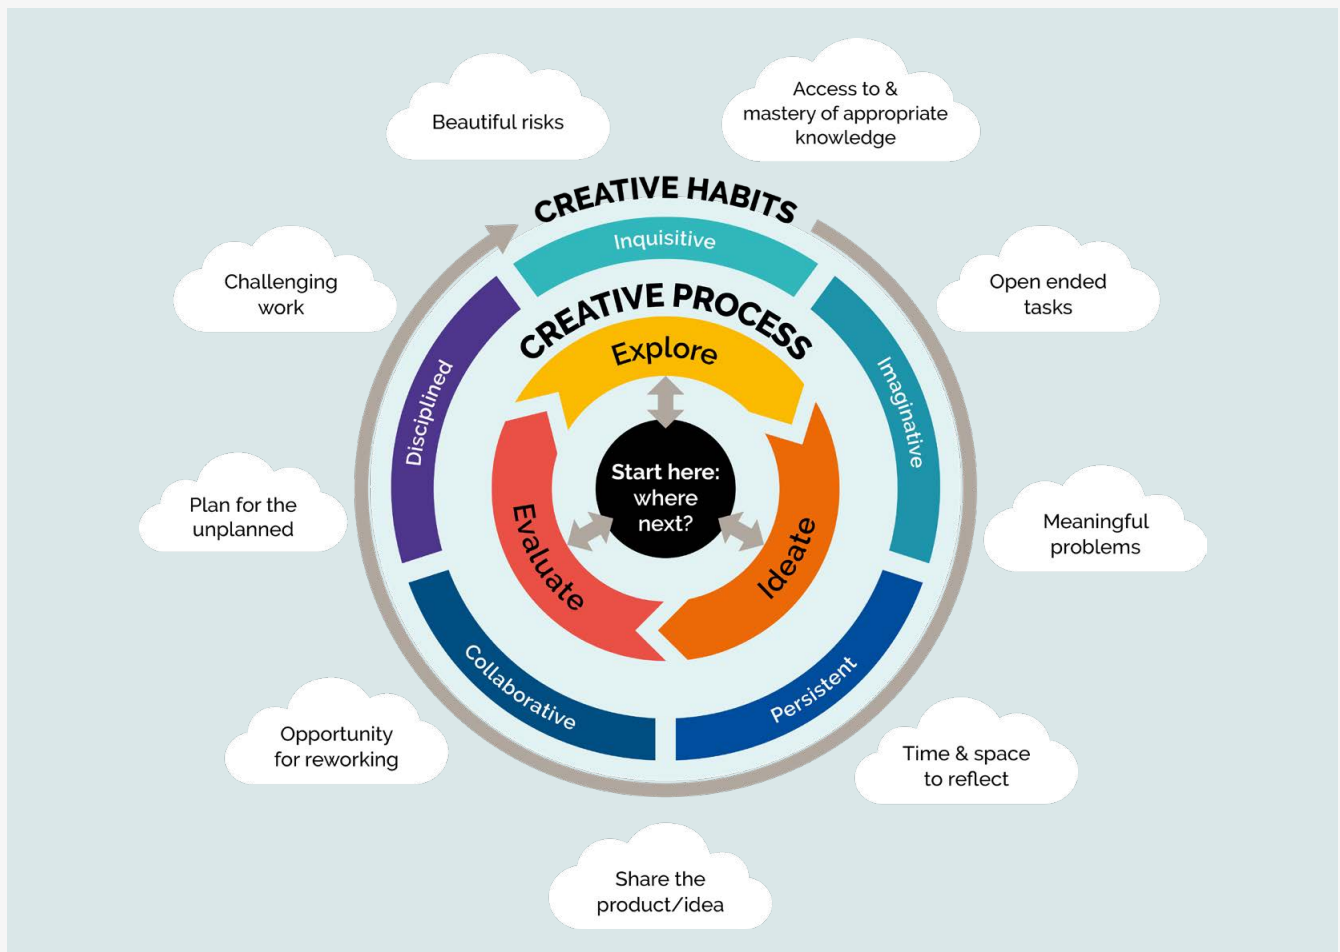 Beautiful risks
Access to &
mastery of appropriate
knowledge
CREATIVE HABITS
Inquisitive
Challenging
work
Open ended
tasks
CREATIVE PROCESS
Explore
Disciplined
Imaginative
Start here:
where
next?
Plan for the
unplanned
Meaningful
problems
Evaluate
Ideate
Collaborative
Persistent
Opportunity
for reworking
Time & space
to reflect
Share the
product/idea